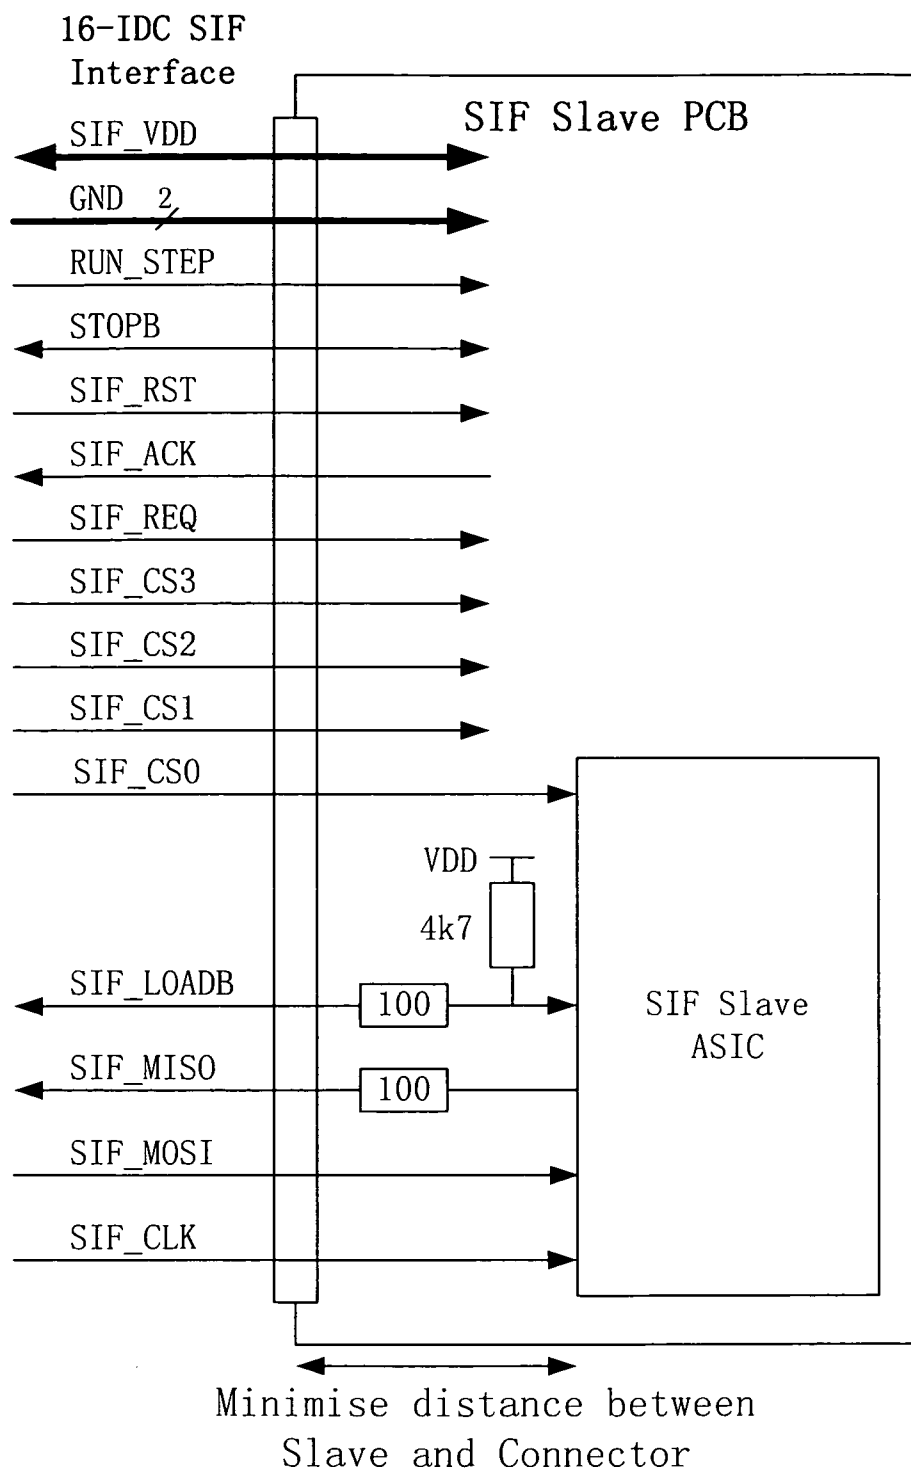 16-IDC SIF
Interface
SIF Slave PCB
SIF_VDD
GND 2
RUN_STEP
STOPB
SIF_RST
SIF_ACK
SIF_REQ
SIF_CS3
SIF_CS2
SIF_CS1
SIF_CS0
VDD
4k7
SIF_LOADB
100
SIF Slave
ASIC
SIF_MISO
100
SIF_MOSI
SIF_CLK
Minimise distance between
Slave and Connector